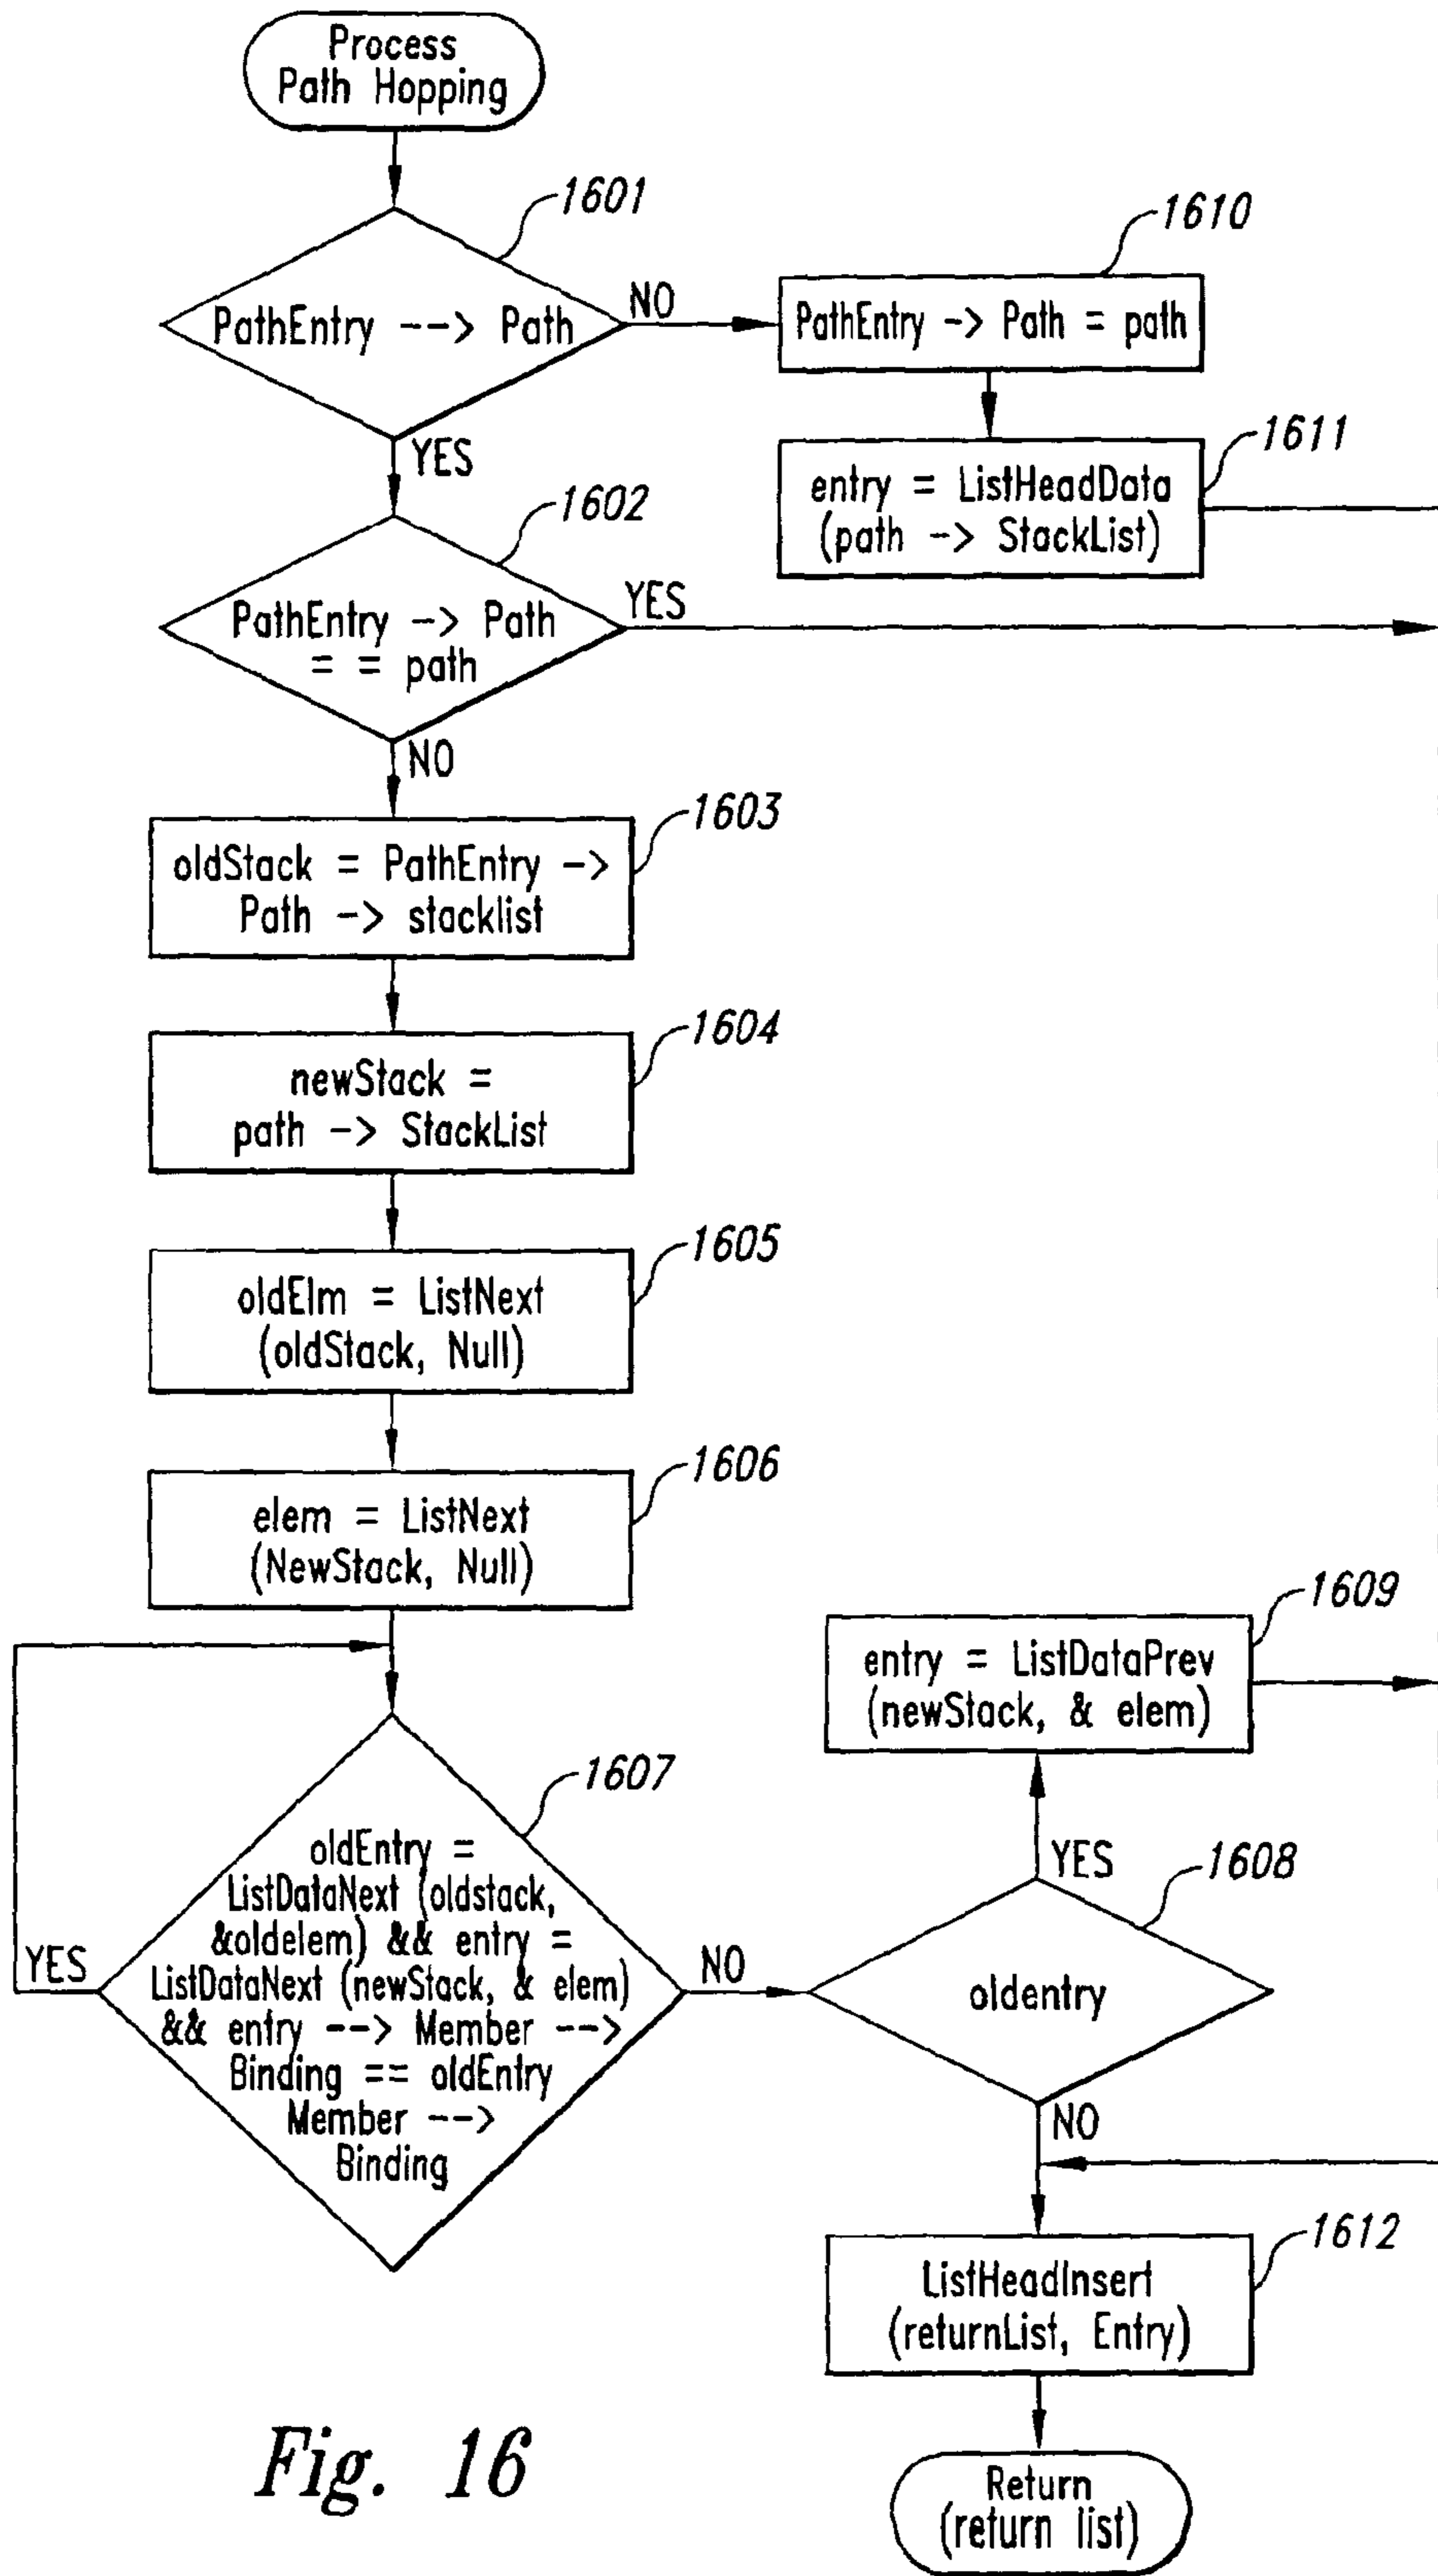 Process
Path Hopping
1601
PathEntry --> Path
NO
YES
1610
PathEntry -> Path = path
1611
entry = ListHeadData
(path -> StackList)
1602
PathEntry -> Path
= = path
YES
NO
1603
oldStack = PathEntry ->
Path -> stacklist
1604
newStack =
path -> StackList
1605
oldElm = ListNext
(oldStack, Null)
1606
elem = ListNext
(NewStack, Null)
1607
oldEntry =
ListDataNext (oldstack,
&oldelem) && entry =
ListDataNext (newStack, & elem)
&& entry --> Member -->
Binding == oldEntry
Member -->
Binding
YES
NO
1609
entry = ListDataPrev
(newStack, & elem)
YES
1608
oldentry
NO
1612
ListHeadInsert
(returnList, Entry)
Return
(return list)
Fig. 16